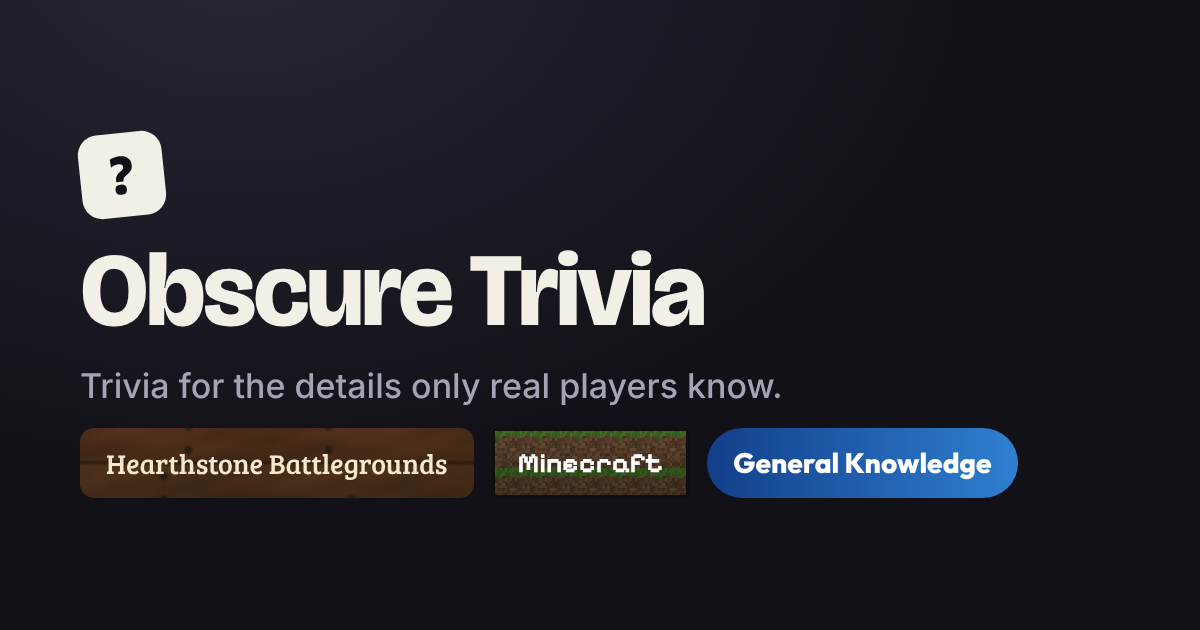 ?
Obscure Trivia
Trivia for the details only real players know.
Hearthstone Battlegrounds
Minecraft
General Knowledge